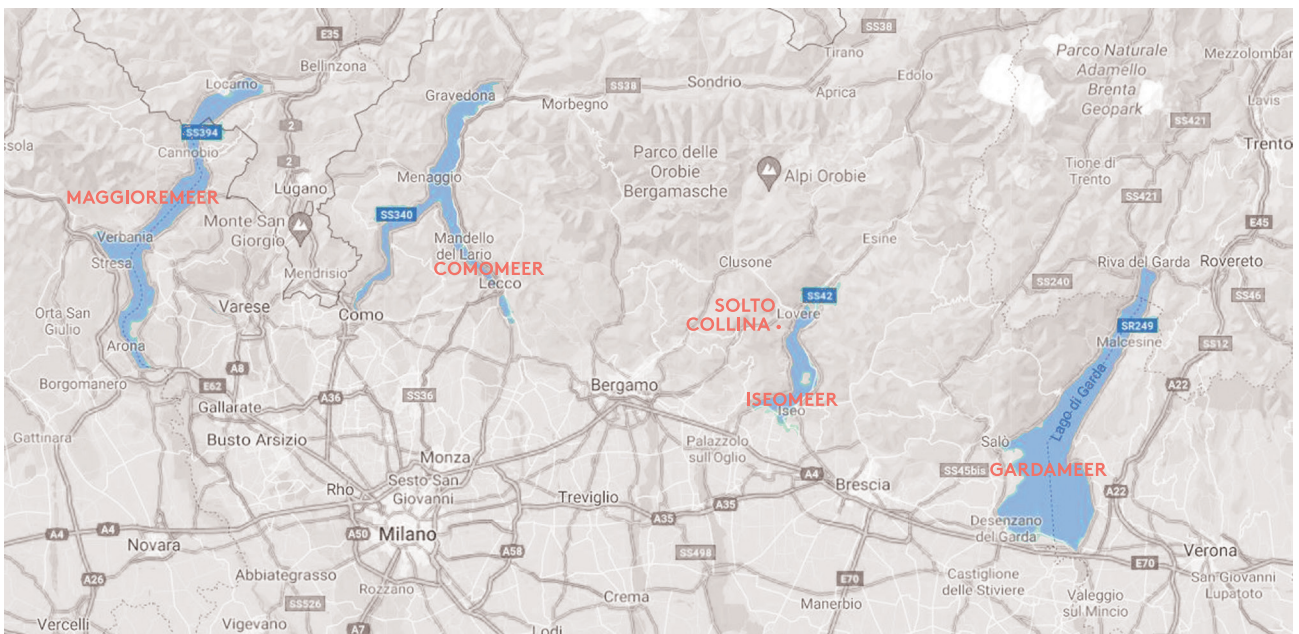 SS38
E35
Tirano
Parco Naturale
Adamello
Brenta
Geopark
Mezzolombar
Bellinzona
Locarno
Gravedona
SS38
Sondrio
Edolo
Aprica
Morbegno
Lavis
SS421
SS394
2
ssola
Cannobio
2
Parco delle
Orobie
Bergamasche
Alpi Orobie
Trento
Tione di
Trento
Menaggio
Lugano
MAGGIOREMEER
SS421
SS340
Monte San
Giorgio
E45
Verbania
Stresa
Mandello
del Lario
Esine
COMOMEER
Clusone
Riva del Garda
Rovereto
Mendrisio
Lecco
SS240
SS42
SS46
Varese
Orta San
Giulio
Como
SOLTO
COLLINA
Lovere
SR249
Malcesine
SS12
Arona
A8
Borgomanero
E62
A36
SS36
Bergamo
A22
Gallarate
ISEOMEER
Iseo
Lago di Garda
Gattinara
Busto Arsizio
Palazzolo
sull'Oglio
Salò
Monza
SS45bis
GARDAMEER
Rho
Sesto San
Giovanni
A4
Brescia
A22
Treviglio
A35
A35
A4
A4
A50
Milano
Desenzano
del Garda
Novara
A58
SS498
Verona
E70
A26
Abbiategrasso
E70
Castiglione
delle Stiviere
San Giovanni
Lupatoto
Rozzano
SS526
Crema
Manerbio
Valeggio
sul Mincio
Vercelli
Vigevano
A7
Lodi